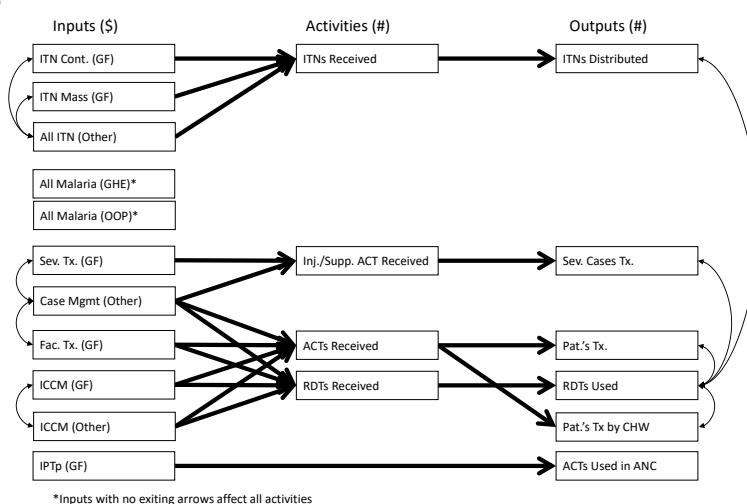 Inputs ($) Activities (#) Outputs (#)
ITN Cont. (GF) ITNs Received ITNs Distributed
ITN Mass (GF)
All ITN (Other)
All Malaria (GHE)*
All Malaria (OOP)*
Sev. Tx. (GF) Inj./Supp. ACT Received Sev. Cases Tx.
Case Mgmt (Other)
Fac. Tx. (GF) ACTs Received Pat.'s Tx.
ICCM (GF) RDTs Received RDTs Used
ICCM (Other) Pat.'s Tx by CHW
IPTp (GF) ACTs Used in ANC
*Inputs with no exiting arrows affect all activities